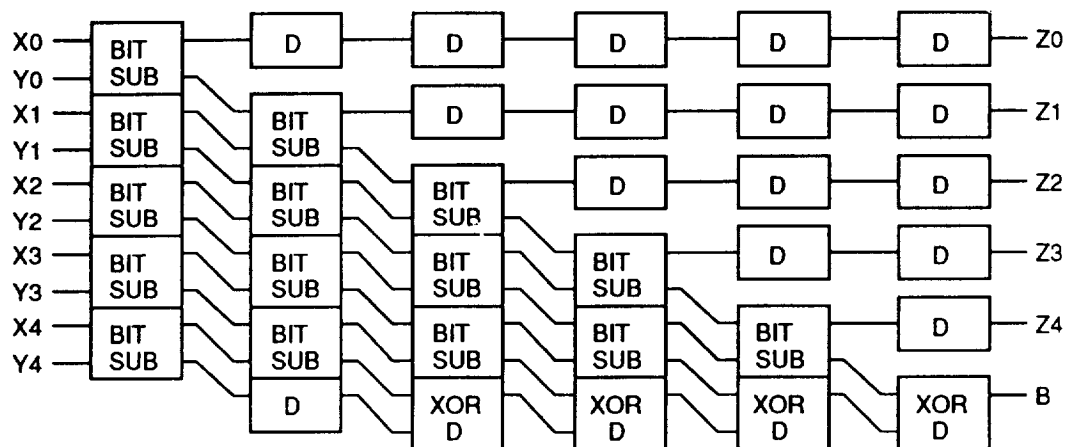 X0 BIT D D D D D Z0
Y0 SUB
X1 BIT BIT D D D D Z1
Y1 SUB SUB
X2 BIT BIT BIT D D D Z2
Y2 SUB SUB SUB
X3 BIT BIT BIT BIT D D Z3
Y3 SUB SUB SUB SUB
X4 BIT BIT BIT BIT BIT D Z4
Y4 SUB SUB SUB SUB SUB
D XOR XOR XOR XOR B
D D D D